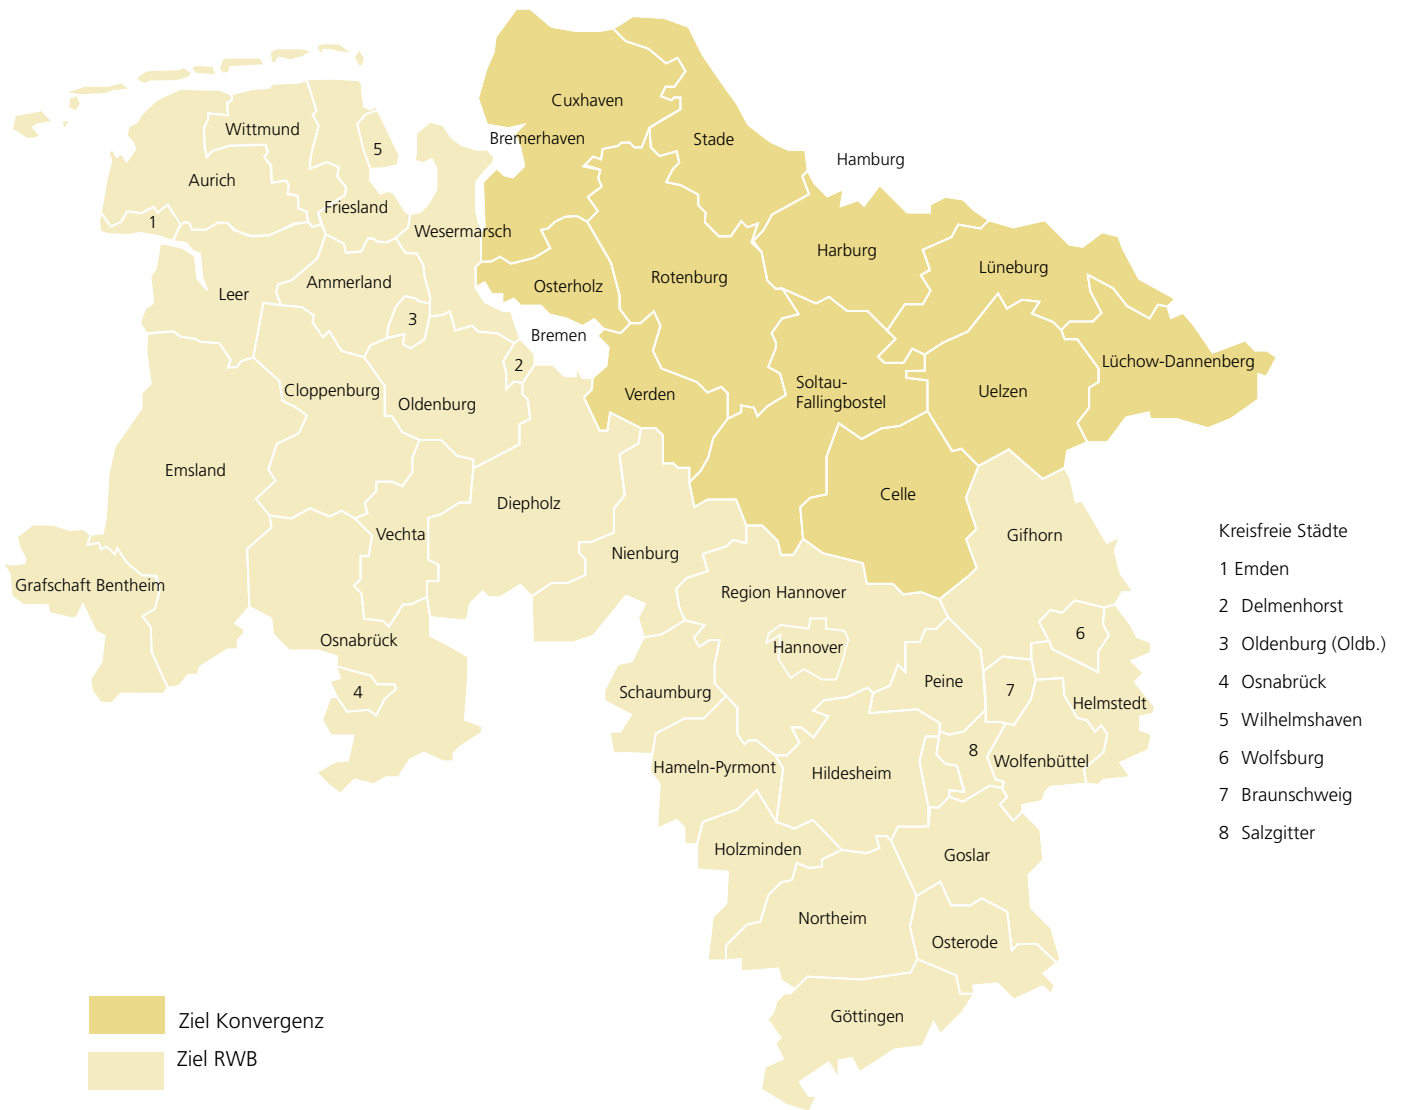 Cuxhaven
Wittmund
Bremerhaven
Stade
5
Hamburg
Aurich
Friesland
1
Wesermarsch
Harburg
Lüneburg
Rotenburg
Ammerland
Osterholz
Leer
3
Bremen
2
Lüchow-Dannenberg
Soltau-
Fallingbostel
Cloppenburg
Verden
Uelzen
Oldenburg
Emsland
Celle
Diepholz
Vechta
Gifhorn
Kreisfreie Städte
Nienburg
1 Emden
Grafschaft Bentheim
Region Hannover
2 Delmenhorst
6
Osnabrück
3 Oldenburg (Oldb.)
Hannover
Peine
4 Osnabrück
7
4
Schaumburg
Helmstedt
5 Wilhelmshaven
8
Wolfenbüttel
6 Wolfsburg
Hameln-Pyrmont
Hildesheim
7 Braunschweig
8 Salzgitter
Holzminden
Goslar
Northeim
Osterode
Göttingen
Ziel Konvergenz
Ziel RWB